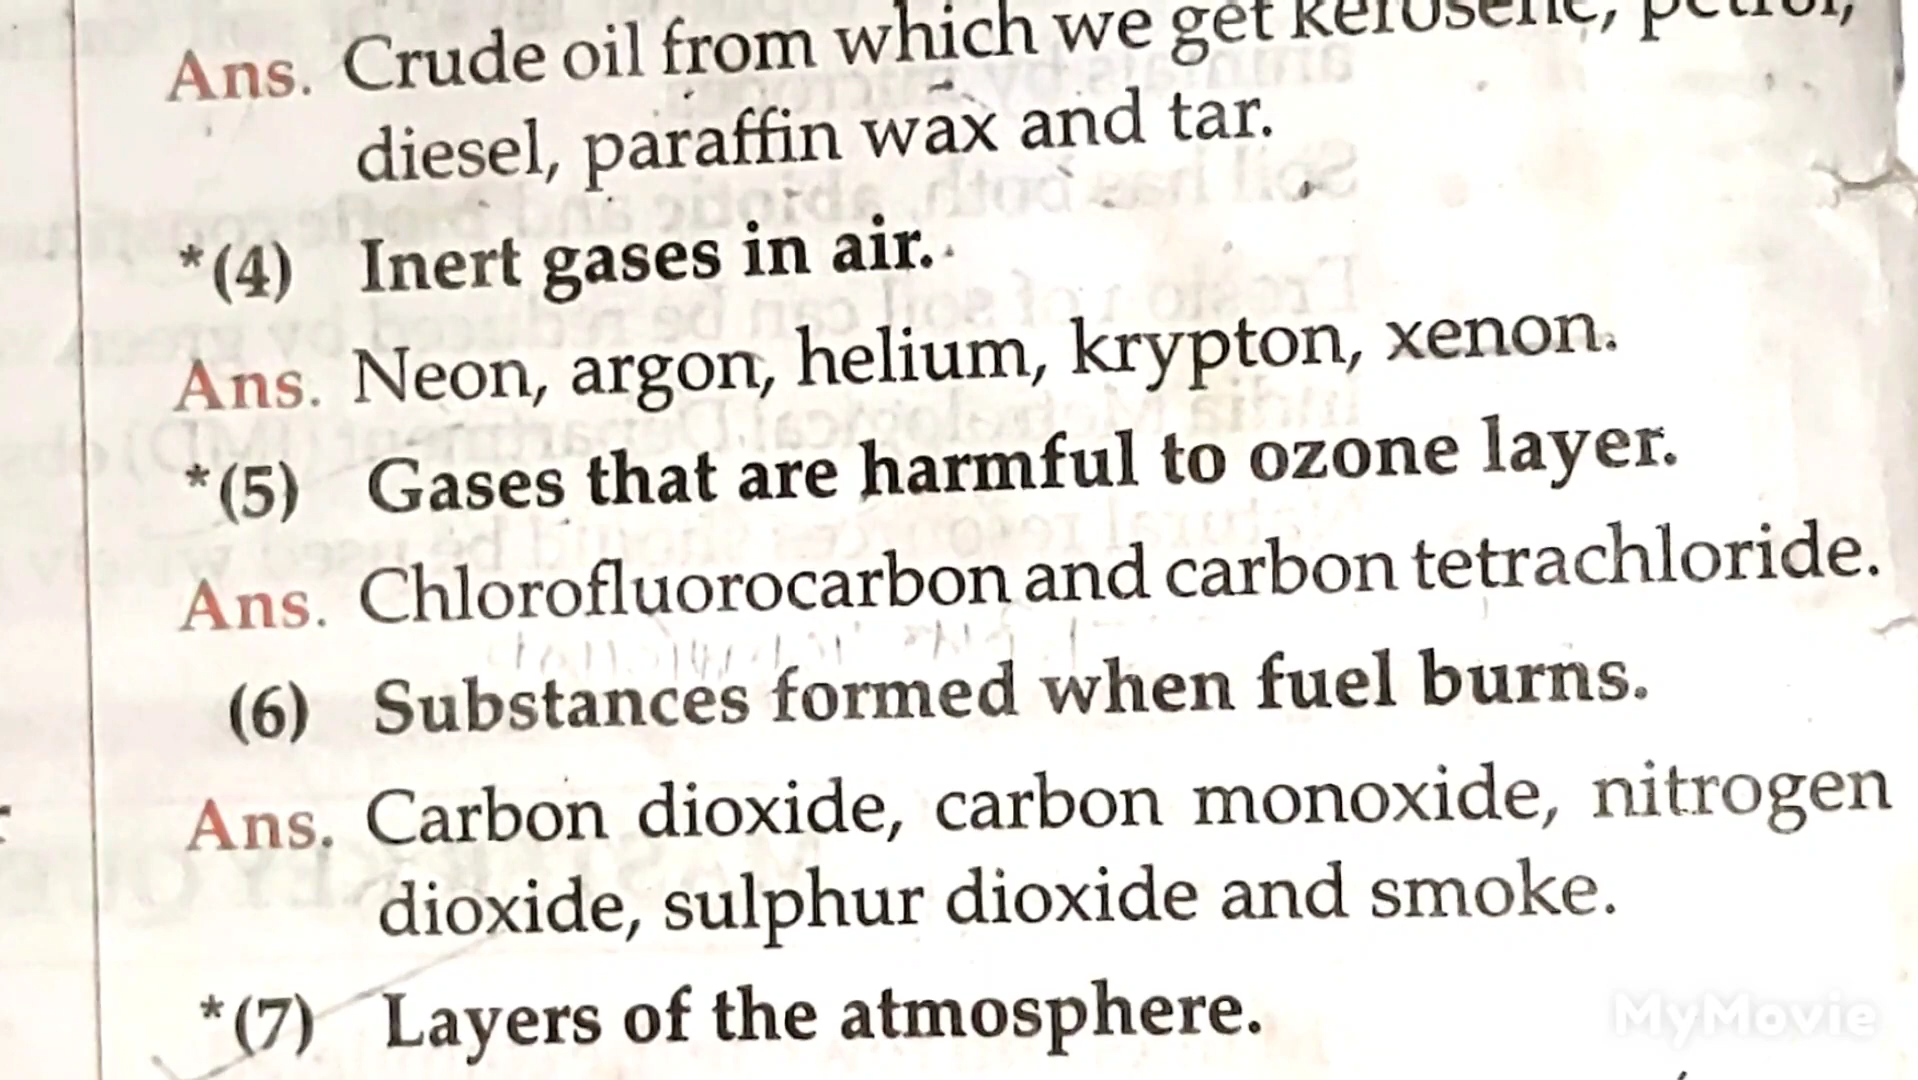 Ans. Crude oil from which we get kerosene, petrol,
diesel, paraffin wax and tar.
*(4) Inert gases in air.
Ans. Neon, argon, helium, krypton, xenon.
*(5) Gases that are harmful to ozone layer.
Ans. Chlorofluorocarbon and carbon tetrachloride.
(6) Substances formed when fuel burns.
Ans. Carbon dioxide, carbon monoxide, nitrogen
dioxide, sulphur dioxide and smoke.
*(7) Layers of the atmosphere.
MyMovie